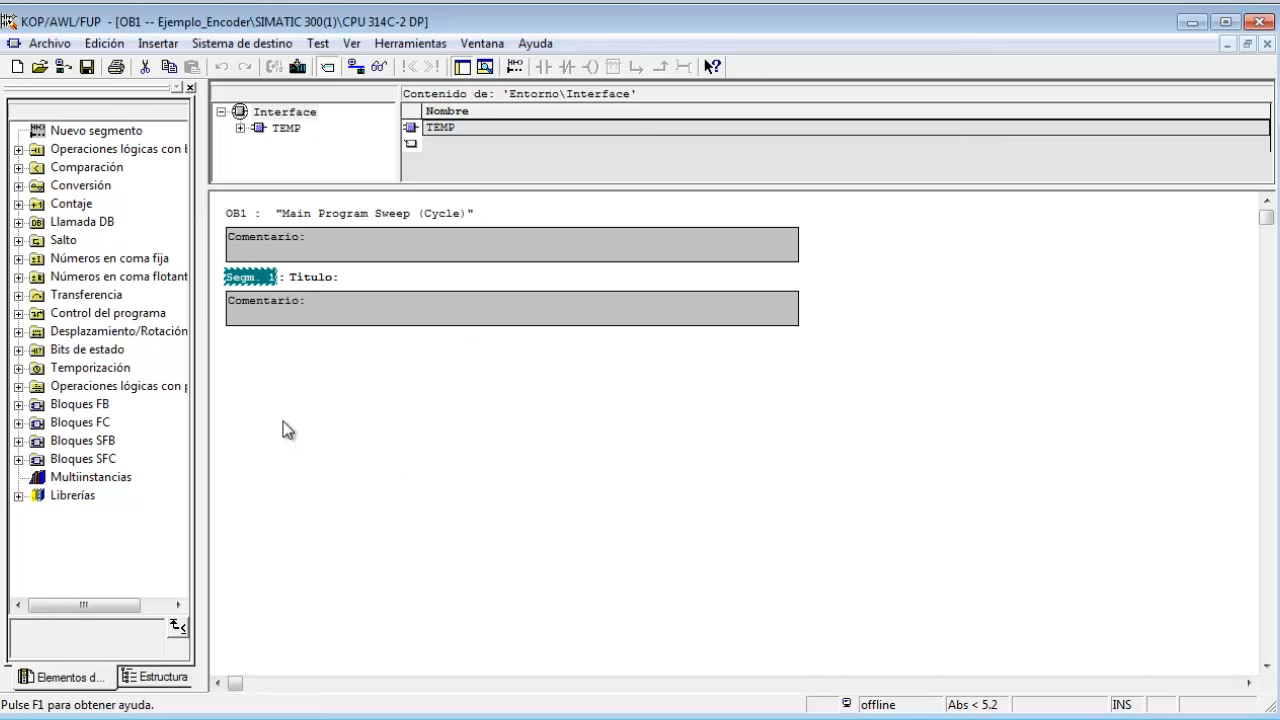 KOP/AWL/FUP - [OB1 -- Ejemplo_Encoder\SIMATIC 300(1)\CPU 314C-2 DP]
Archivo Edición Insertar Sistema de destino Test Ver Herramientas Ventana Ayuda
Contenido de: 'Entorno\Interface'
Interface
TEMP
Nombre
TEMP
Nuevo segmento
Operaciones lógicas con b
Comparación
Conversión
Contaje
Llamada DB
Salto
Números en coma fija
Números en coma flotant
Transferencia
Control del programa
Desplazamiento/Rotación
Bits de estado
Temporización
Operaciones lógicas con p
Bloques FB
Bloques FC
Bloques SFB
Bloques SFC
Multiinstancias
Librerías
Elementos d... Estructura
OB1 : "Main Program Sweep (Cycle)"
Comentario:
Segm. 1 : Título:
Comentario:
Pulse F1 para obtener ayuda. offline Abs < 5.2 INS